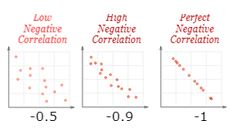 Low
Negative
Correlation
High
Negative
Correlation
Perfect
Negative
Correlation
-0.5
-0.9
-1